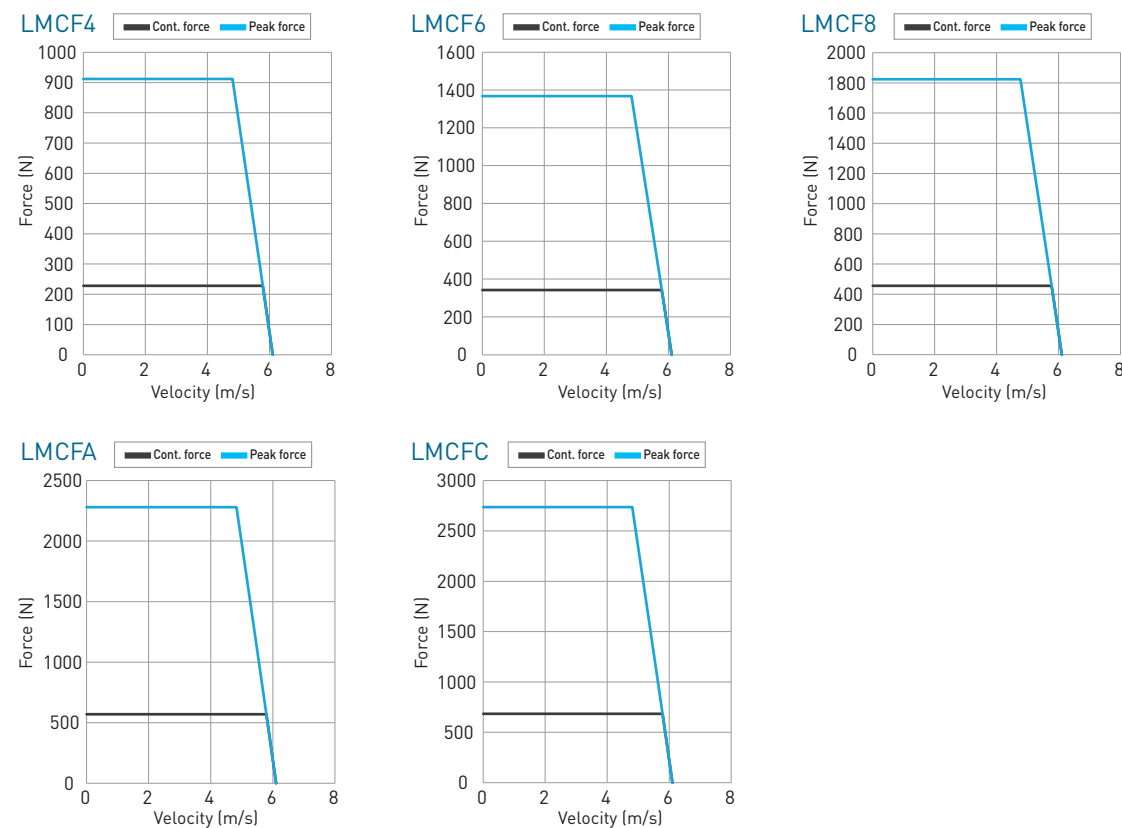 LMCF4
Cont. force Peak force
1000
900
800
700
600
500
400
300
200
100
0
Force (N)
0 2 4 6 8
Velocity (m/s)
LMCF6
Cont. force Peak force
1600
1400
1200
1000
800
600
400
200
0
Force (N)
0 2 4 6 8
Velocity (m/s)
LMCF8
Cont. force Peak force
2000
1800
1600
1400
1200
1000
800
600
400
200
0
Force (N)
0 2 4 6 8
Velocity (m/s)
LMCFA
Cont. force Peak force
2500
2000
1500
1000
500
0
Force (N)
0 2 4 6 8
Velocity (m/s)
LMCFC
Cont. force Peak force
3000
2500
2000
1500
1000
500
0
Force (N)
0 2 4 6 8
Velocity (m/s)